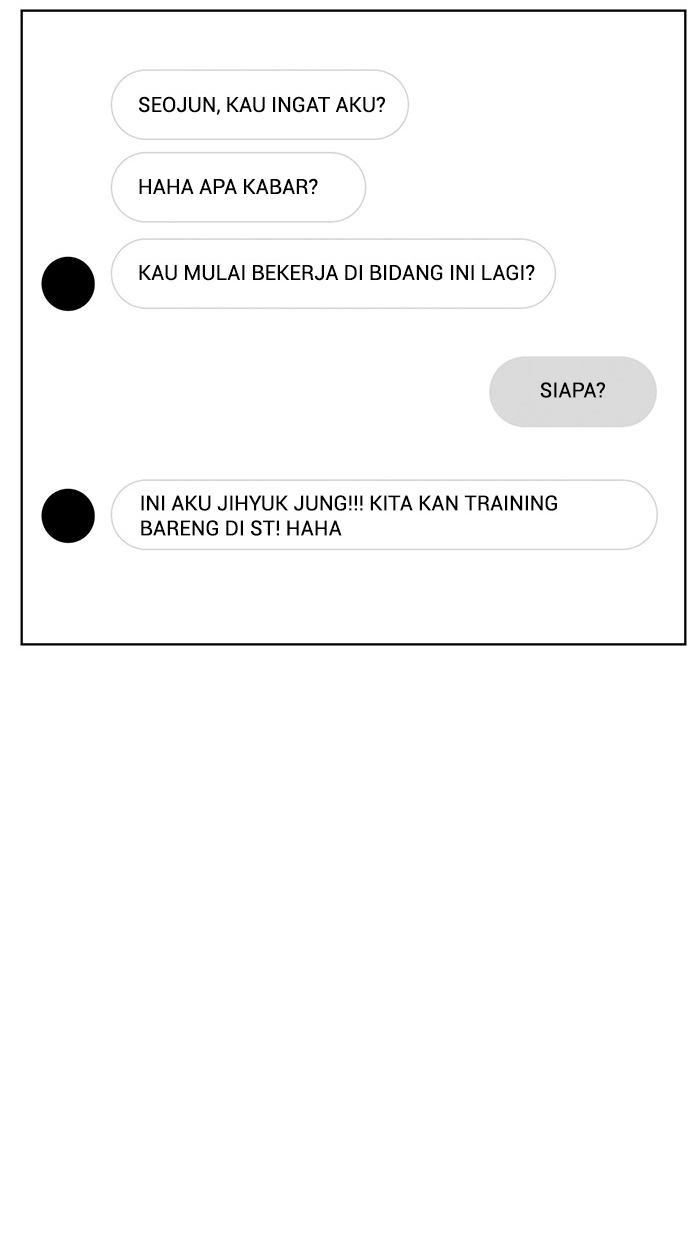 SEOJUN, KAU INGAT AKU?
HAHA APA KABAR?
KAU MULAI BEKERJA DI BIDANG INI LAGI?
SIAPA?
INI AKU JIHYUK JUNG!!! KITA KAN TRAINING
BARENG DI ST! HAHA